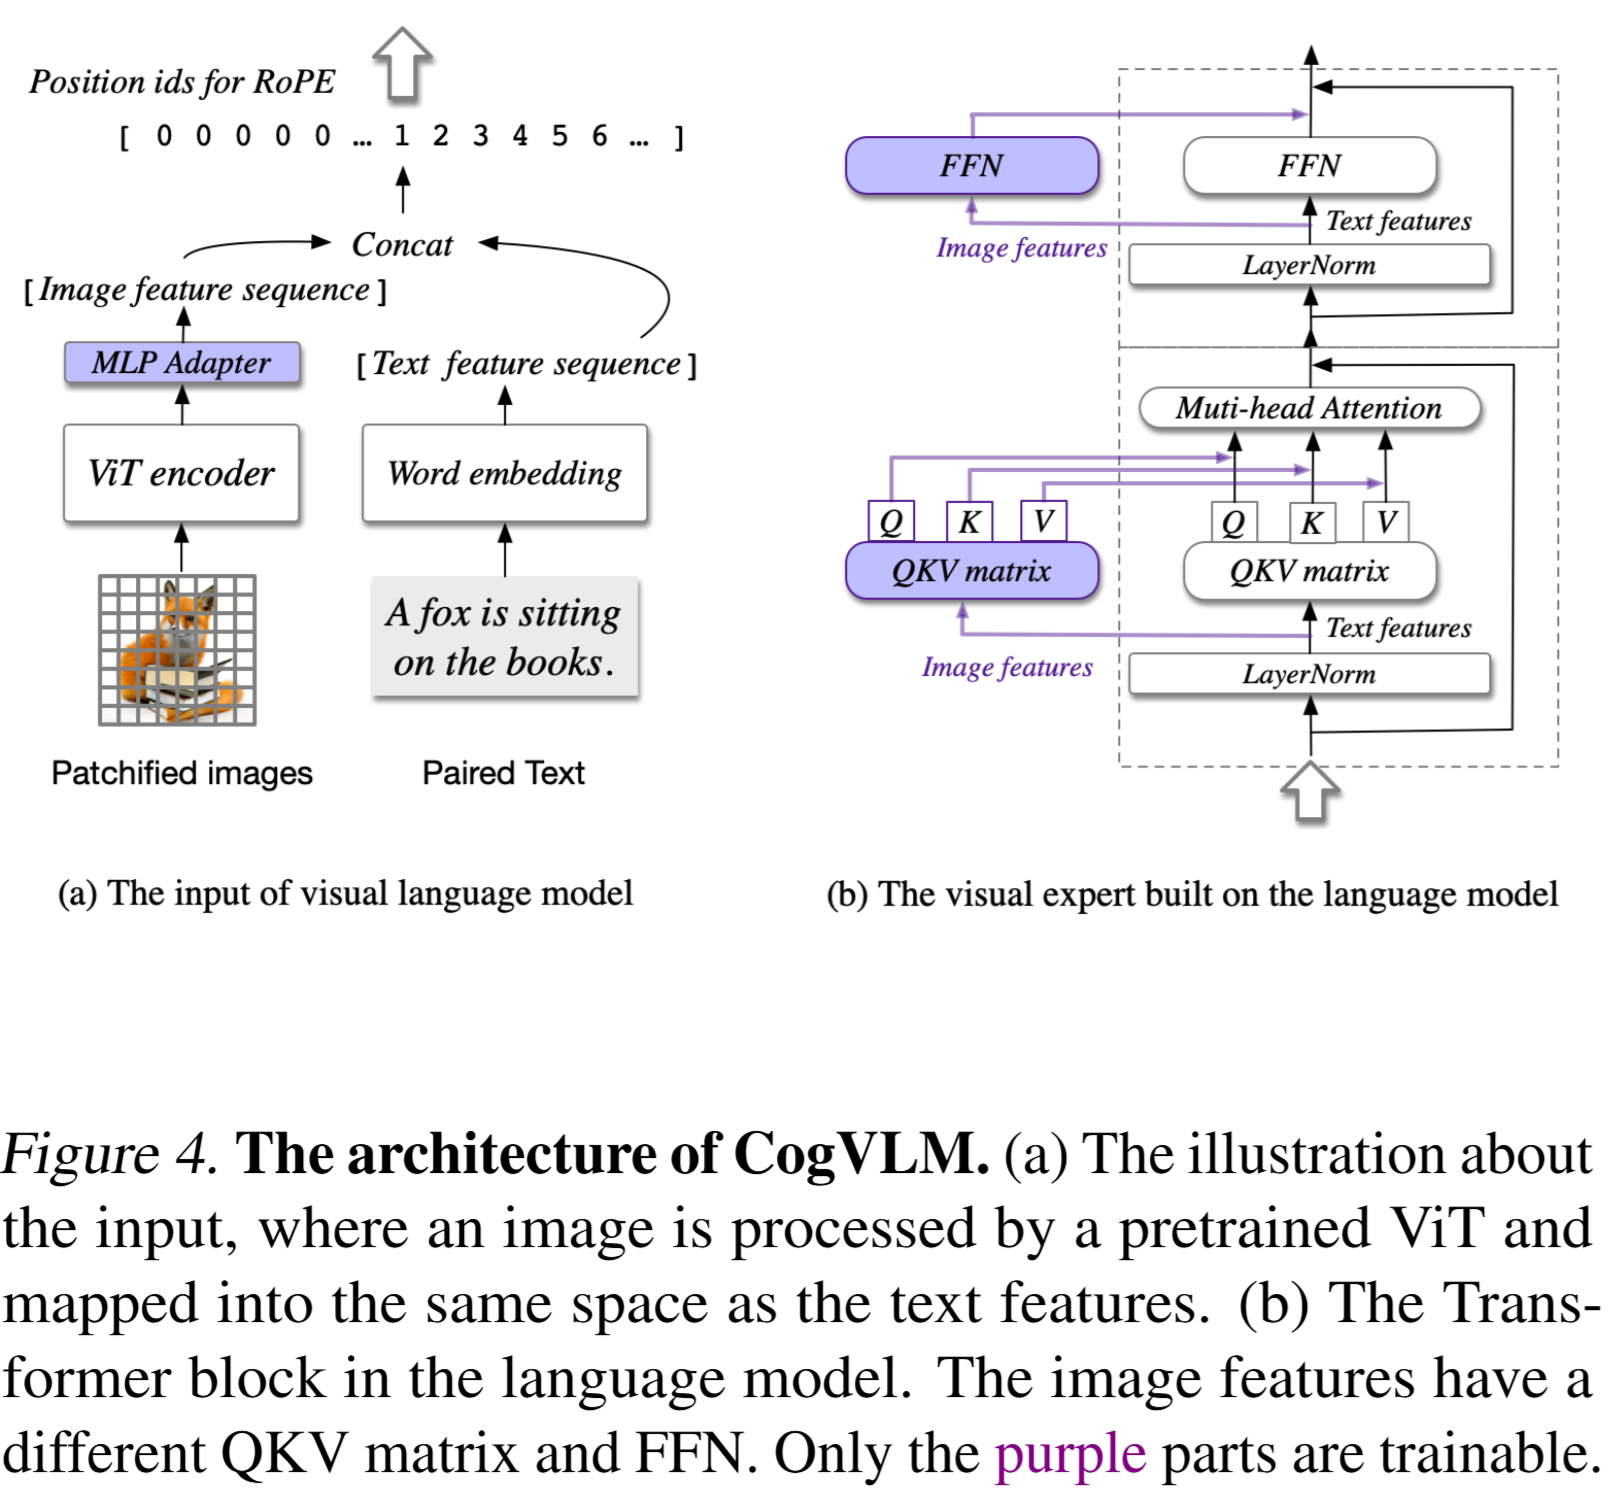 Position ids for RoPE
[ 0 0 0 0 0 … 1 2 3 4 5 6 … ]
Concat
[Image feature sequence]
MLP Adapter
[Text feature sequence]
ViT encoder
Word embedding
A fox is sitting
on the books.
Patchified images
Paired Text
(a) The input of visual language model
FFN
FFN
Text features
Image features
LayerNorm
Muti-head Attention
Q K V
Q K V
QKV matrix
QKV matrix
Text features
Image features
LayerNorm
(b) The visual expert built on the language model
Figure 4. The architecture of CogVLM. (a) The illustration about
the input, where an image is processed by a pretrained ViT and
mapped into the same space as the text features. (b) The Trans-
former block in the language model. The image features have a
different QKV matrix and FFN. Only the purple parts are trainable.